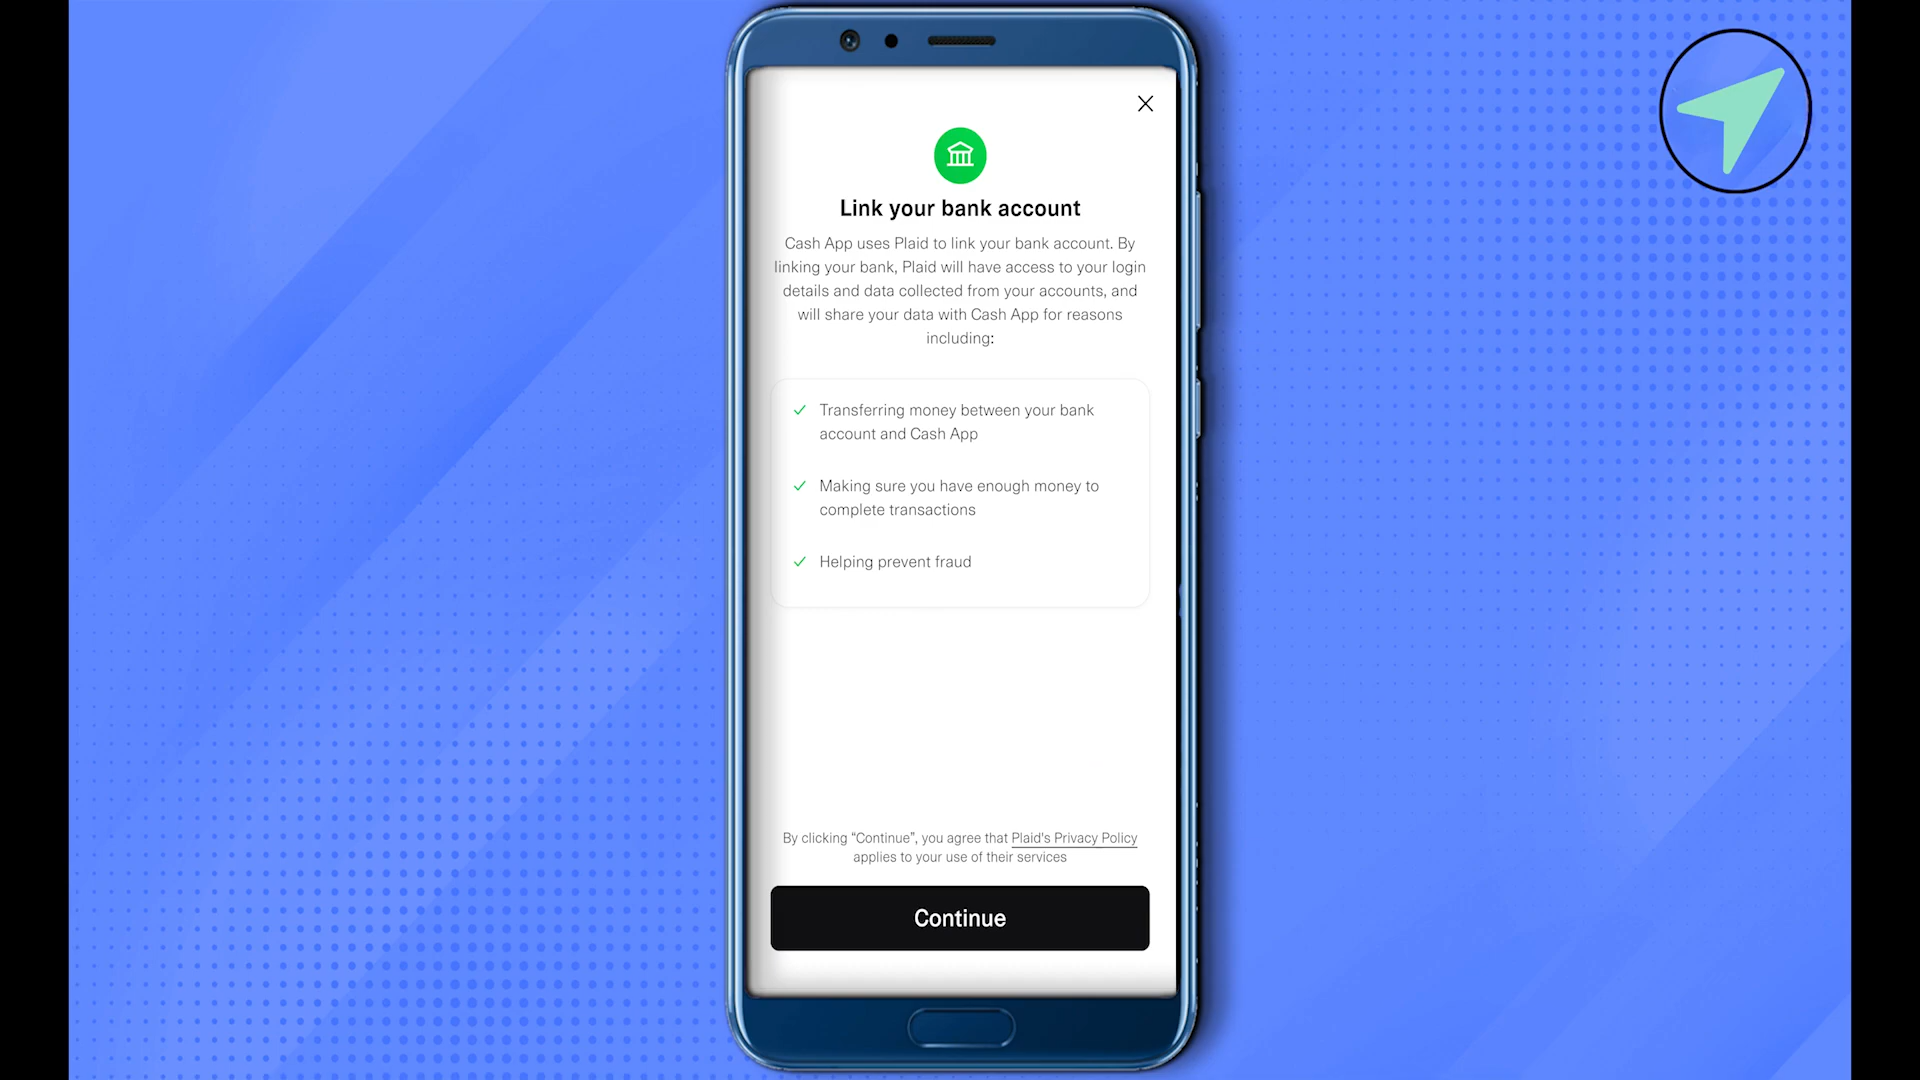 Link your bank account
Cash App uses Plaid to link your bank account. By
linking your bank, Plaid will have access to your login
details and data collected from your accounts, and
will share your data with Cash App for reasons
including:
Transferring money between your bank
account and Cash App
Making sure you have enough money to
complete transactions
Helping prevent fraud
By clicking “Continue”, you agree that Plaid's Privacy Policy
applies to your use of their services
Continue